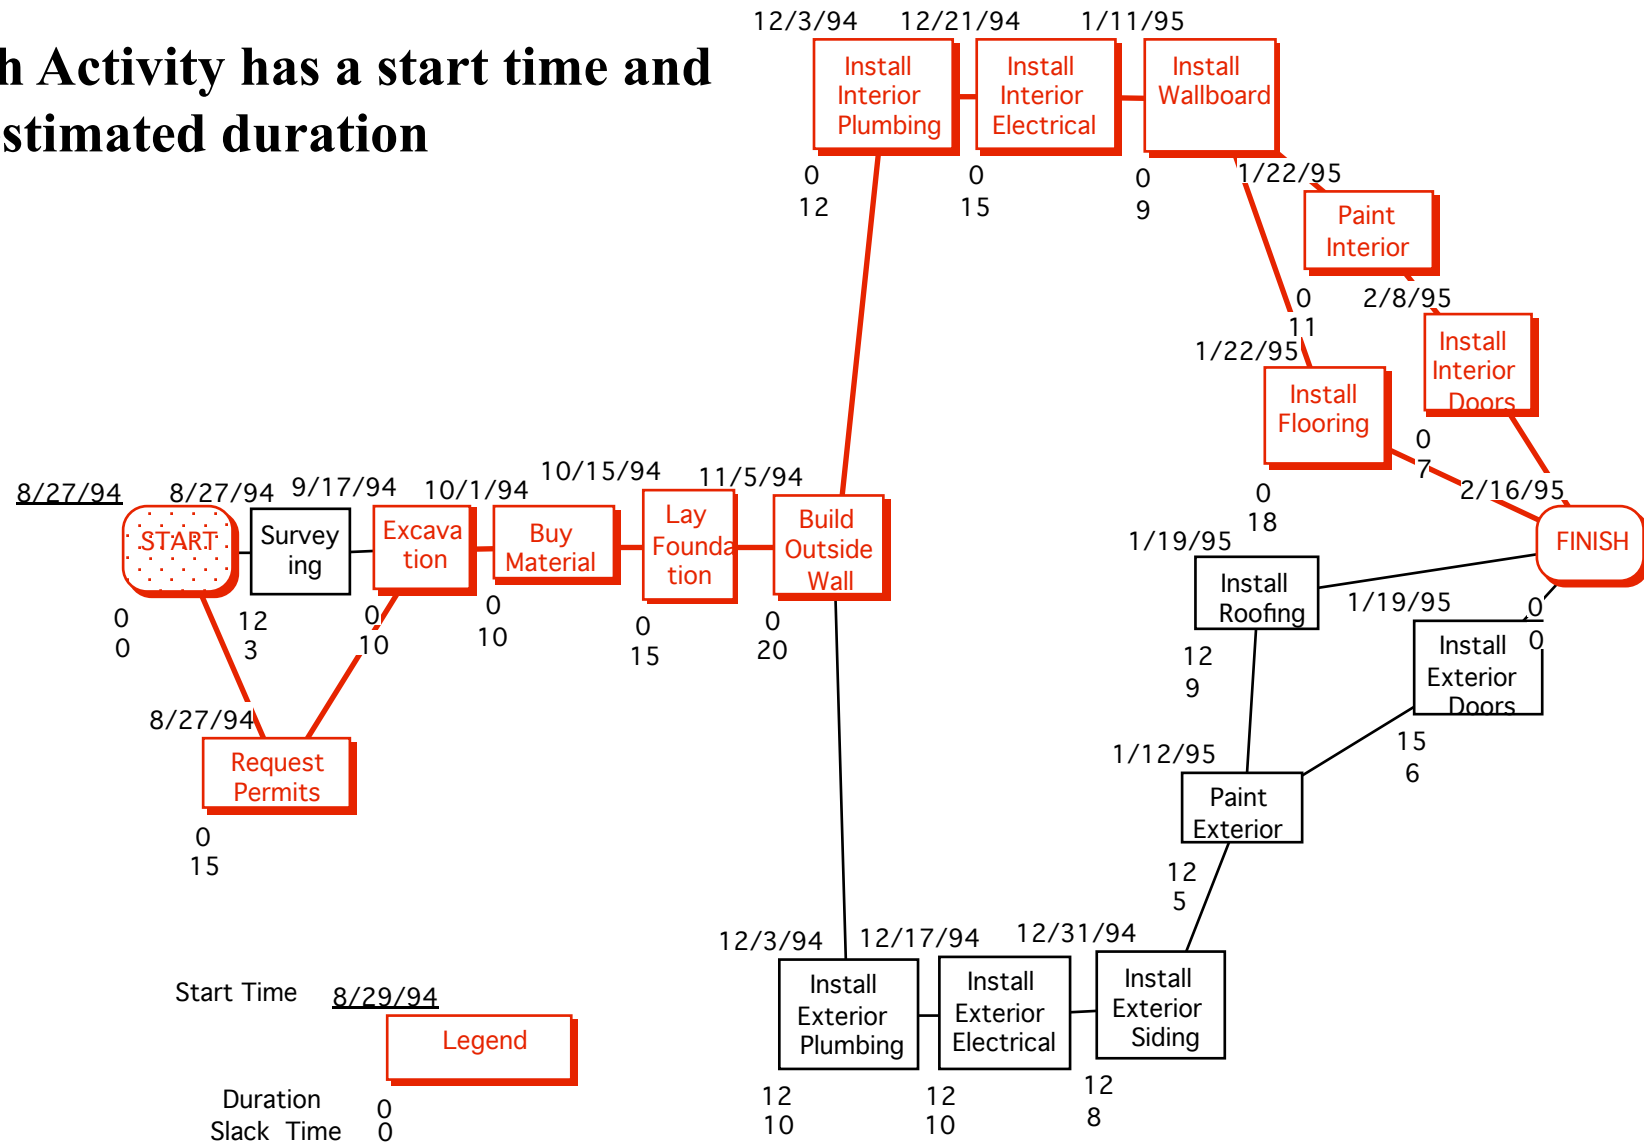 h Activity has a start time and
stimated duration
12/3/94
12/21/94
1/11/95
Install
Interior
Plumbing
Install
Interior
Electrical
Install
Wallboard
0
12
0
15
0
9
1/22/95
Paint
Interior
0
11
2/8/95
Install
Interior
Doors
0
7
1/22/95
Install
Flooring
0
18
2/16/95
FINISH
0
0
8/27/94
START
0
0
8/27/94
Survey
ing
12
3
9/17/94
Excava
tion
0
10
10/1/94
Buy
Material
0
10
10/15/94
Lay
Founda
tion
0
15
11/5/94
Build
Outside
Wall
0
20
8/27/94
Request
Permits
0
15
1/19/95
Install
Roofing
12
9
1/19/95
Install
Exterior
Doors
15
6
1/12/95
Paint
Exterior
12
5
12/3/94
Install
Exterior
Plumbing
12
10
12/17/94
Install
Exterior
Electrical
12
10
12/31/94
Install
Exterior
Siding
12
8
Start Time
8/29/94
Legend
Duration
0
Slack Time
0